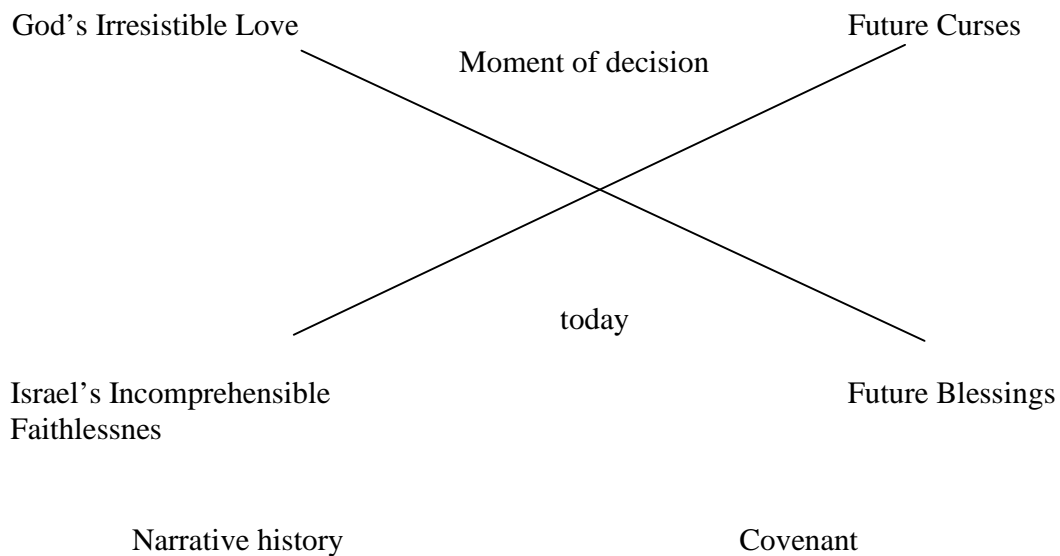 God’s Irresistible Love
Future Curses
Moment of decision
today
Israel’s Incomprehensible
Faithlessnes
Future Blessings
Narrative history
Covenant